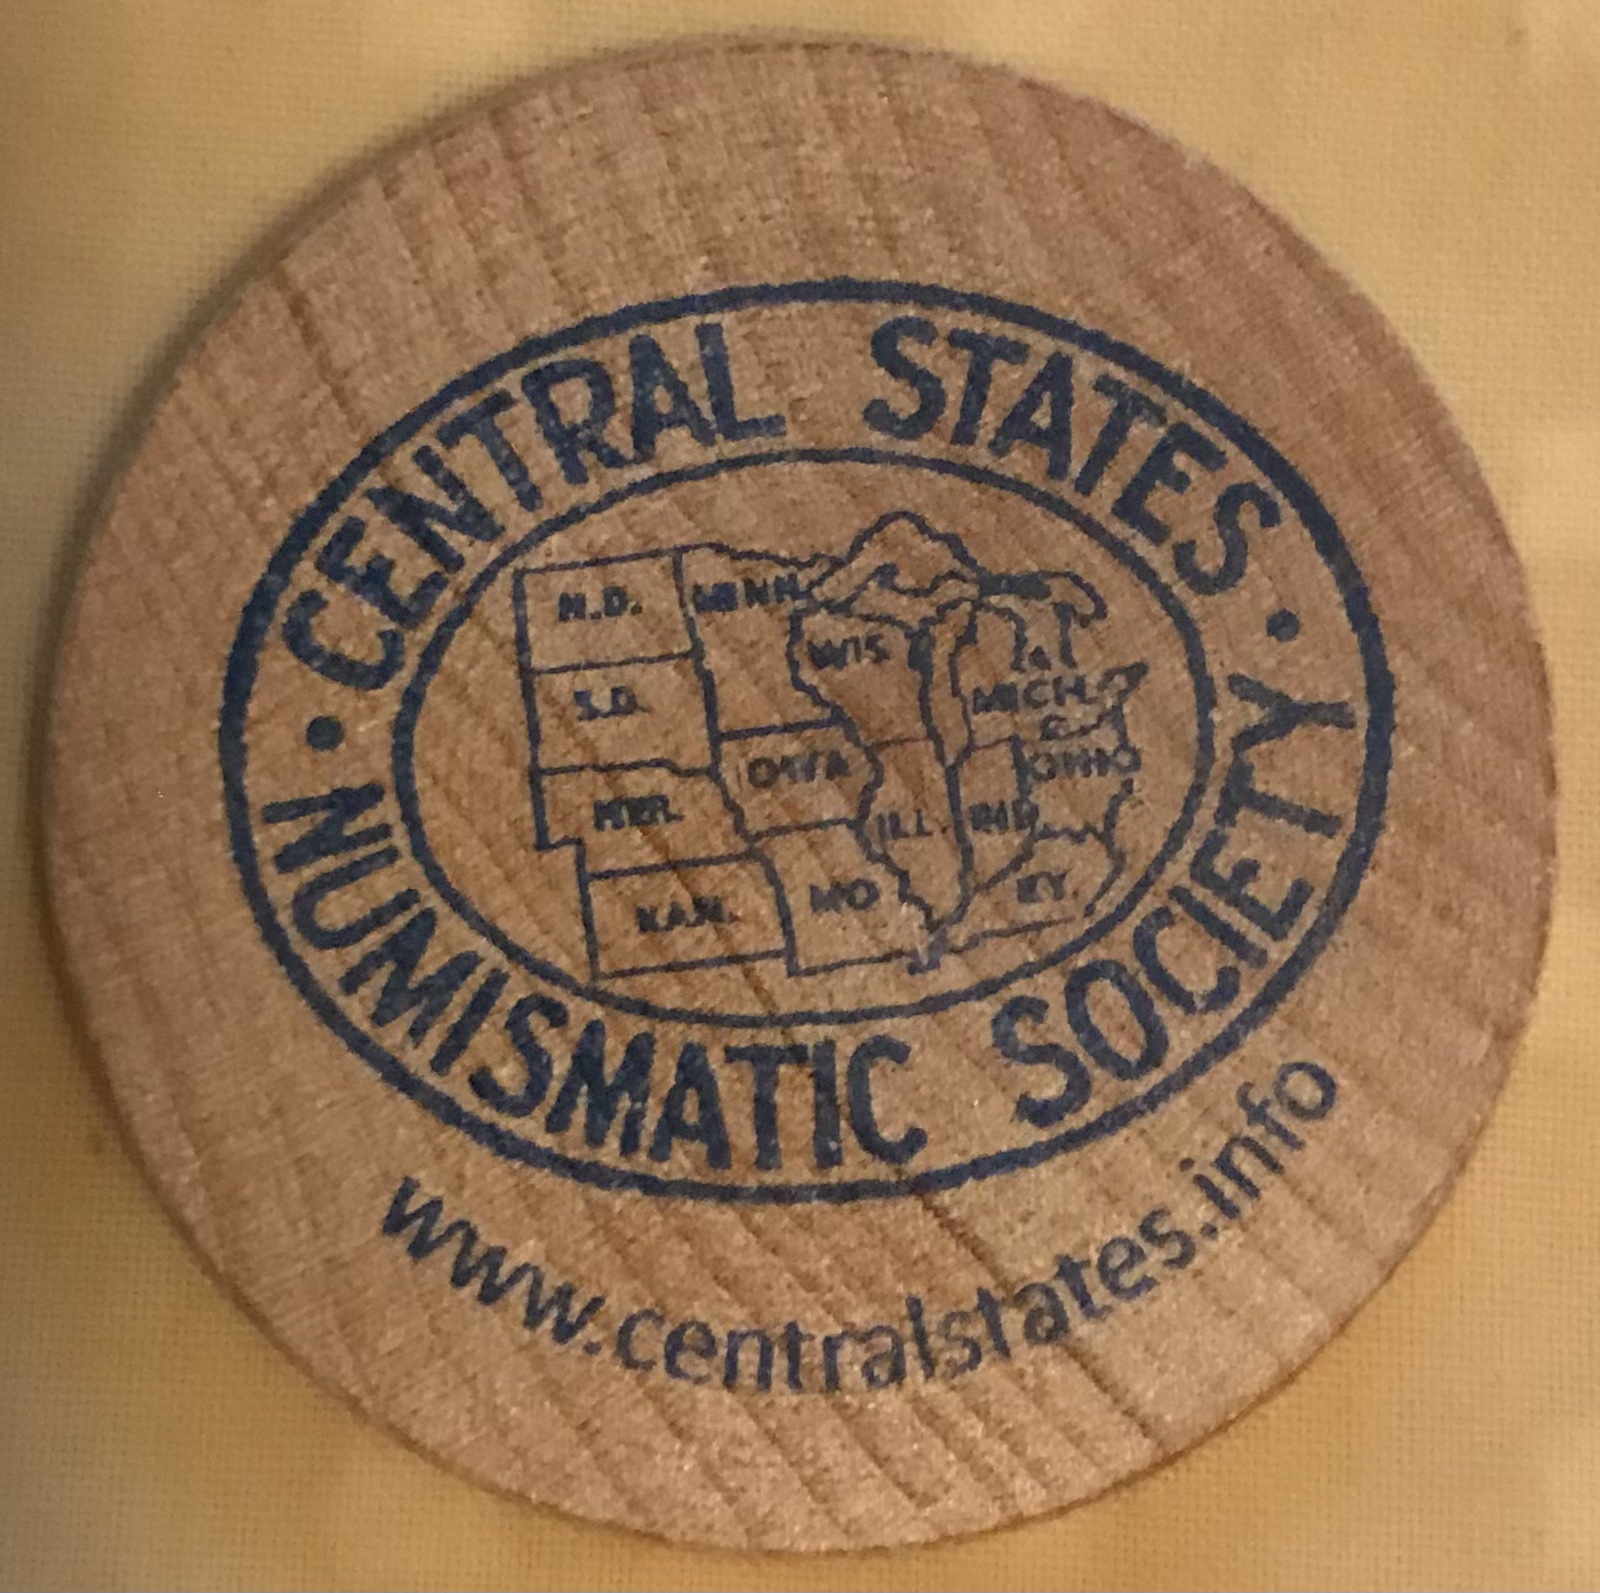 CENTRAL STATES
NUMISMATIC SOCIETY
N.D. MINN.
WIS.
S.D. MICH.
IOWA OHIO
NEB. ILL. IND.
KAN. MO. KY.
www.centralstates.info